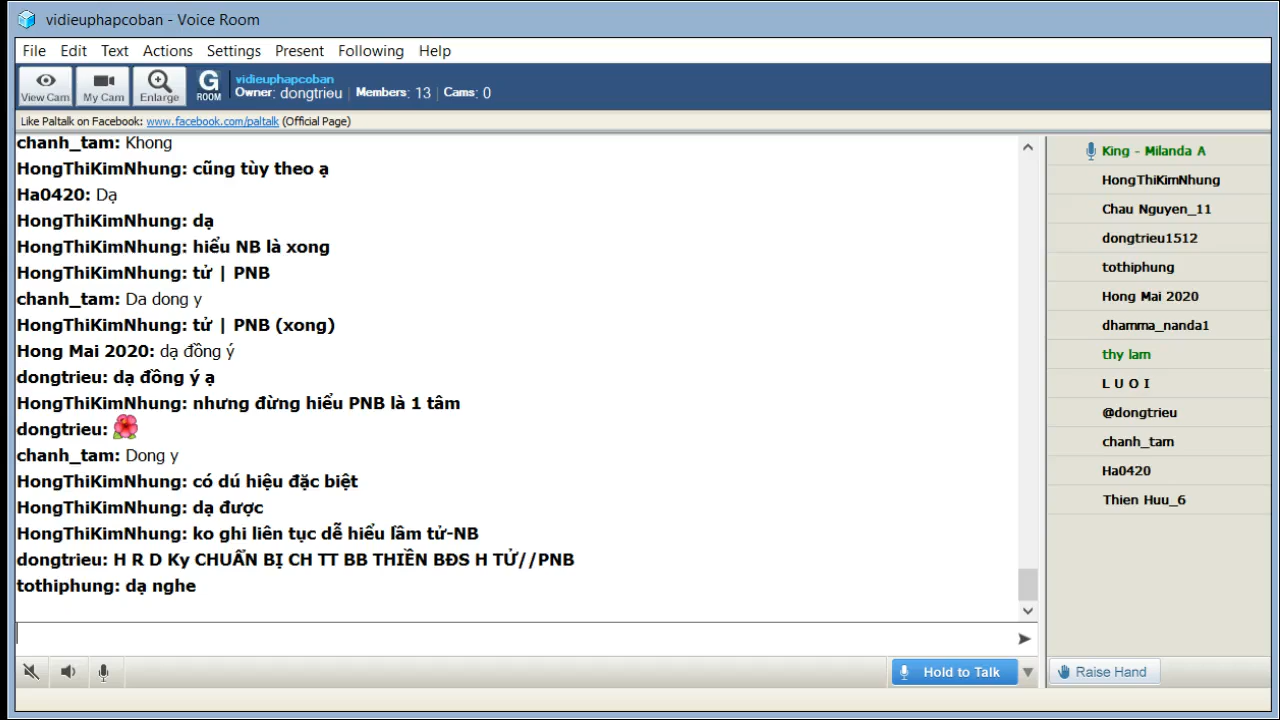 vidieuphapcoban - Voice Room
File Edit Text Actions Settings Present Following Help
View Cam My Cam Enlarge G ROOM vidieuphapcoban
Owner: dongtrieu | Members: 13 | Cams: 0
Like Paltalk on Facebook: www.facebook.com/paltalk (Official Page)
chanh_tam: Khong
HongThiKimNhung: cũng tùy theo ạ
Ha0420: Dạ
HongThiKimNhung: dạ
HongThiKimNhung: hiểu NB là xong
HongThiKimNhung: tử | PNB
chanh_tam: Da dong y
HongThiKimNhung: tử | PNB (xong)
Hong Mai 2020: dạ đồng ý
dongtrieu: dạ đồng ý ạ
HongThiKimNhung: nhưng đừng hiểu PNB là 1 tâm
dongtrieu:
chanh_tam: Dong y
HongThiKimNhung: có dú hiệu đặc biệt
HongThiKimNhung: dạ được
HongThiKimNhung: ko ghi liên tục dễ hiểu lầm tử-NB
dongtrieu: H R D Ky CHUẨN BỊ CH TT BB THIỀN BĐS H TỬ//PNB
tothiphung: dạ nghe
King - Milanda A
HongThiKimNhung
Chau Nguyen_11
dongtrieu1512
tothiphung
Hong Mai 2020
dhamma_nanda1
thy lam
L U O I
@dongtrieu
chanh_tam
Ha0420
Thien Huu_6
Hold to Talk
Raise Hand